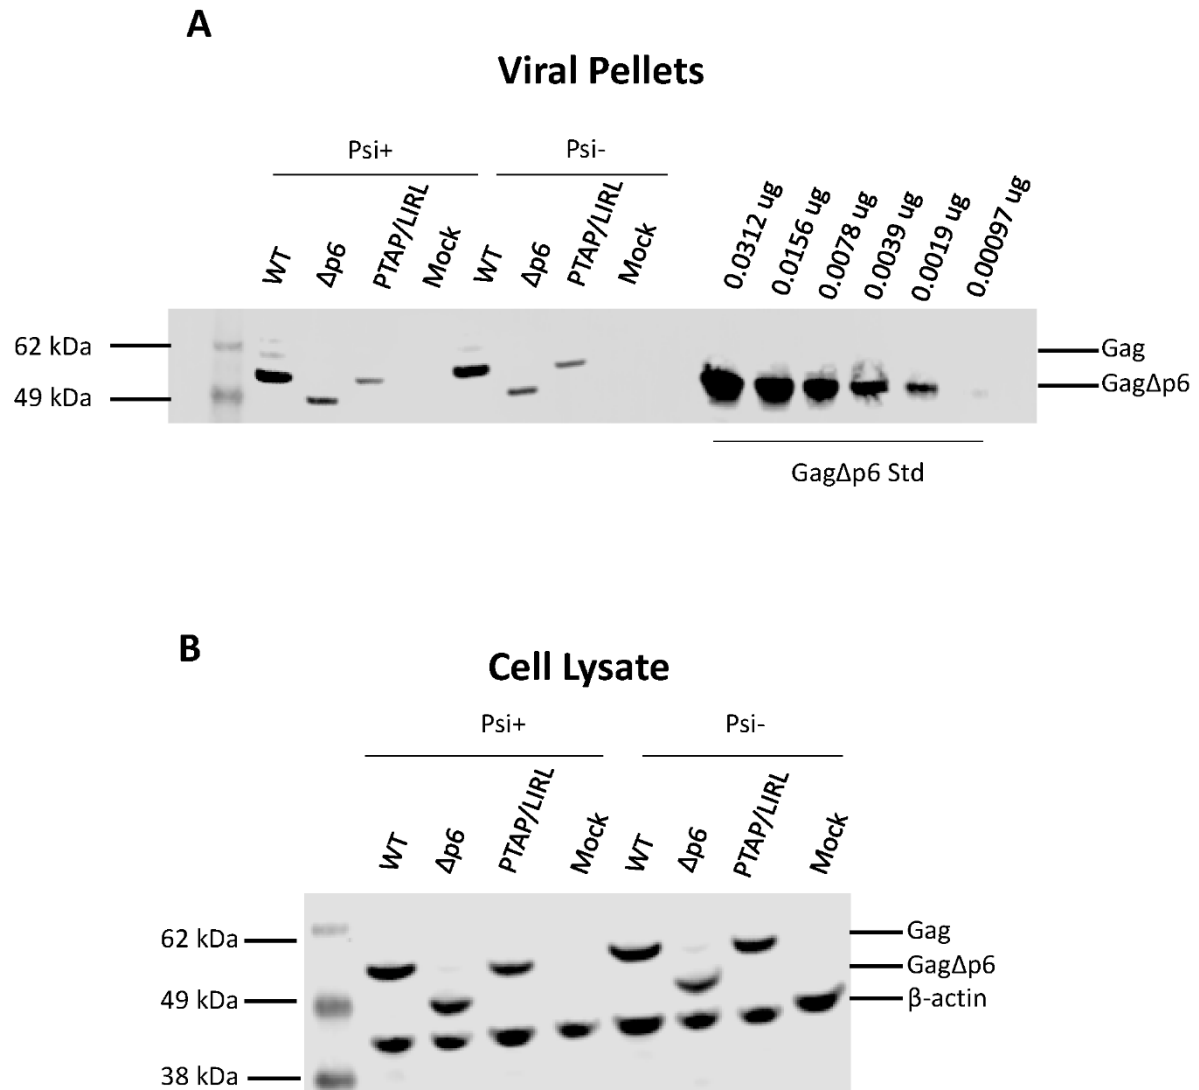 A
Viral Pellets
Psi+ Psi-
WT Δp6 PTAP/LIRL Mock WT Δp6 PTAP/LIRL Mock 0.0312 ug 0.0156 ug 0.0078 ug 0.0039 ug 0.0019 ug 0.00097 ug
62 kDa Gag
49 kDa GagΔp6
GagΔp6 Std
B
Cell Lysate
Psi+ Psi-
WT Δp6 PTAP/LIRL Mock WT Δp6 PTAP/LIRL Mock
62 kDa Gag
GagΔp6
49 kDa β-actin
38 kDa